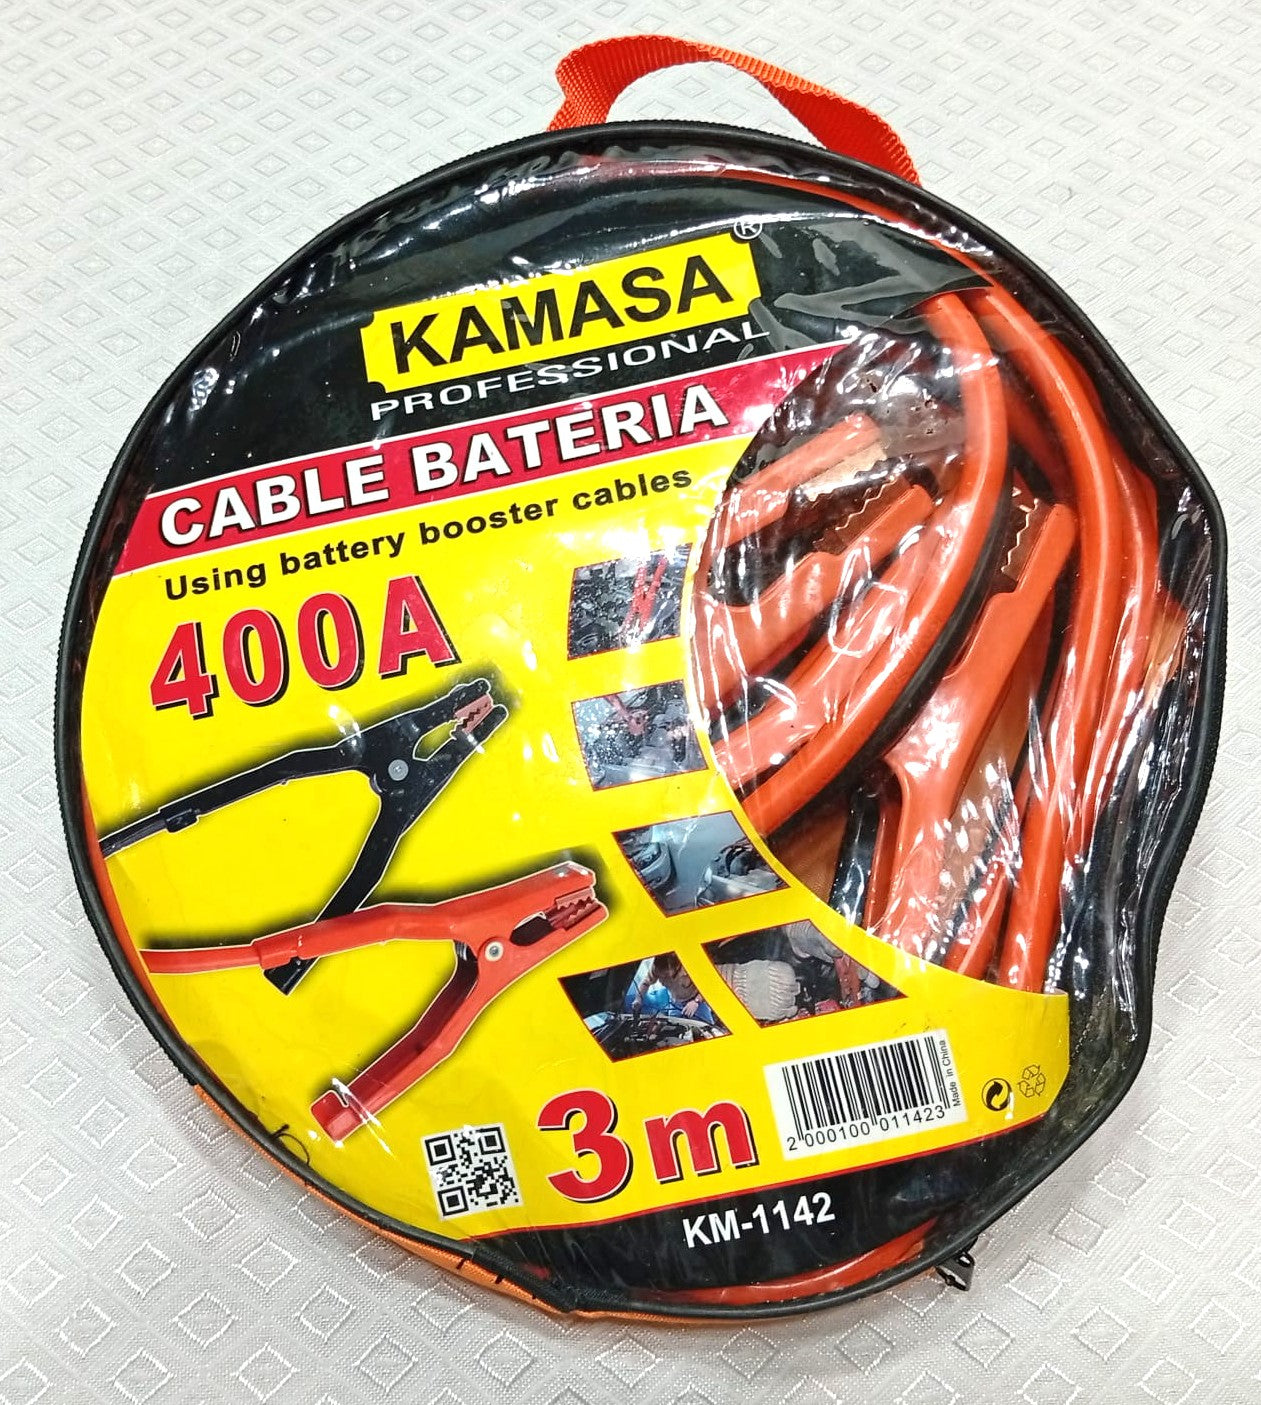 KAMASA ®
PROFESSIONAL
CABLE BATERIA
Using battery booster cables
400A
3m
Made in China
2 000100 011423
KM-1142